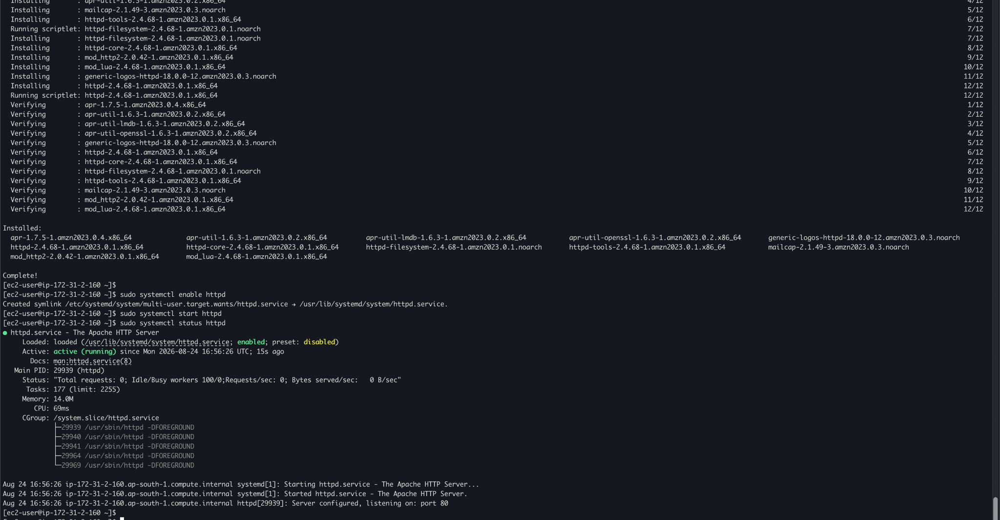 Installing : apr-util-1.6.3-1.amzn2023.0.2.x86_64 4/12
Installing : mailcap-2.1.49-3.amzn2023.0.3.noarch 5/12
Installing : httpd-tools-2.4.68-1.amzn2023.0.1.x86_64 6/12
Running scriptlet: httpd-filesystem-2.4.68-1.amzn2023.0.1.noarch 7/12
Installing : httpd-filesystem-2.4.68-1.amzn2023.0.1.noarch 7/12
Installing : httpd-core-2.4.68-1.amzn2023.0.1.x86_64 8/12
Installing : mod_http2-2.0.42-1.amzn2023.0.1.x86_64 9/12
Installing : mod_lua-2.4.68-1.amzn2023.0.1.x86_64 10/12
Installing : generic-logos-httpd-18.0.0-12.amzn2023.0.3.noarch 11/12
Installing : httpd-2.4.68-1.amzn2023.0.1.x86_64 12/12
Running scriptlet: httpd-2.4.68-1.amzn2023.0.1.x86_64 12/12
Verifying : apr-1.7.5-1.amzn2023.0.4.x86_64 1/12
Verifying : apr-util-1.6.3-1.amzn2023.0.2.x86_64 2/12
Verifying : apr-util-lmdb-1.6.3-1.amzn2023.0.2.x86_64 3/12
Verifying : apr-util-openssl-1.6.3-1.amzn2023.0.2.x86_64 4/12
Verifying : generic-logos-httpd-18.0.0-12.amzn2023.0.3.noarch 5/12
Verifying : httpd-2.4.68-1.amzn2023.0.1.x86_64 6/12
Verifying : httpd-core-2.4.68-1.amzn2023.0.1.x86_64 7/12
Verifying : httpd-filesystem-2.4.68-1.amzn2023.0.1.noarch 8/12
Verifying : httpd-tools-2.4.68-1.amzn2023.0.1.x86_64 9/12
Verifying : mailcap-2.1.49-3.amzn2023.0.3.noarch 10/12
Verifying : mod_http2-2.0.42-1.amzn2023.0.1.x86_64 11/12
Verifying : mod_lua-2.4.68-1.amzn2023.0.1.x86_64 12/12
Installed:
apr-1.7.5-1.amzn2023.0.4.x86_64 apr-util-1.6.3-1.amzn2023.0.2.x86_64 apr-util-lmdb-1.6.3-1.amzn2023.0.2.x86_64 apr-util-openssl-1.6.3-1.amzn2023.0.2.x86_64 generic-logos-httpd-18.0.0-12.amzn2023.0.3.noarch
httpd-2.4.68-1.amzn2023.0.1.x86_64 httpd-core-2.4.68-1.amzn2023.0.1.x86_64 httpd-filesystem-2.4.68-1.amzn2023.0.1.noarch httpd-tools-2.4.68-1.amzn2023.0.1.x86_64 mailcap-2.1.49-3.amzn2023.0.3.noarch
mod_http2-2.0.42-1.amzn2023.0.1.x86_64 mod_lua-2.4.68-1.amzn2023.0.1.x86_64
Complete!
[ec2-user@ip-172-31-2-160 ~]$
[ec2-user@ip-172-31-2-160 ~]$ sudo systemctl enable httpd
Created symlink /etc/systemd/system/multi-user.target.wants/httpd.service → /usr/lib/systemd/system/httpd.service.
[ec2-user@ip-172-31-2-160 ~]$ sudo systemctl start httpd
[ec2-user@ip-172-31-2-160 ~]$ sudo systemctl status httpd
● httpd.service - The Apache HTTP Server
Loaded: loaded (/usr/lib/systemd/system/httpd.service; enabled; preset: disabled)
Active: active (running) since Mon 2026-08-24 16:56:26 UTC; 15s ago
Docs: man:httpd.service(8)
Main PID: 29939 (httpd)
Status: "Total requests: 0; Idle/Busy workers 100/0;Requests/sec: 0; Bytes served/sec:   0 B/sec"
Tasks: 177 (limit: 2255)
Memory: 14.0M
CPU: 69ms
CGroup: /system.slice/httpd.service
├─29939 /usr/sbin/httpd -DFOREGROUND
├─29940 /usr/sbin/httpd -DFOREGROUND
├─29941 /usr/sbin/httpd -DFOREGROUND
├─29964 /usr/sbin/httpd -DFOREGROUND
└─29969 /usr/sbin/httpd -DFOREGROUND
Aug 24 16:56:26 ip-172-31-2-160.ap-south-1.compute.internal systemd[1]: Starting httpd.service - The Apache HTTP Server...
Aug 24 16:56:26 ip-172-31-2-160.ap-south-1.compute.internal systemd[1]: Started httpd.service - The Apache HTTP Server.
Aug 24 16:56:26 ip-172-31-2-160.ap-south-1.compute.internal httpd[29939]: Server configured, listening on: port 80
[ec2-user@ip-172-31-2-160 ~]$